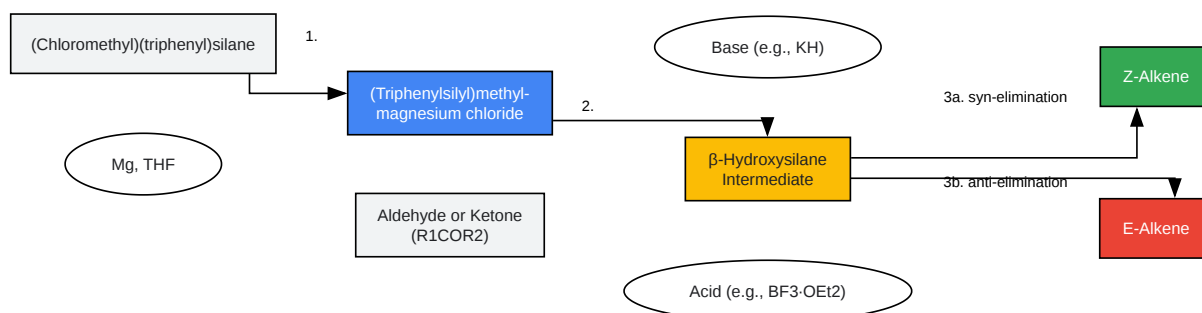 (Chloromethyl)(triphenyl)silane
1.
Base (e.g., KH)
Z-Alkene
(Triphenylsilyl)methyl-
magnesium chloride
2.
3a. syn-elimination
Mg, THF
β-Hydroxysilane
Intermediate
3b. anti-elimination
Aldehyde or Ketone
(R1COR2)
E-Alkene
Acid (e.g., BF3·OEt2)